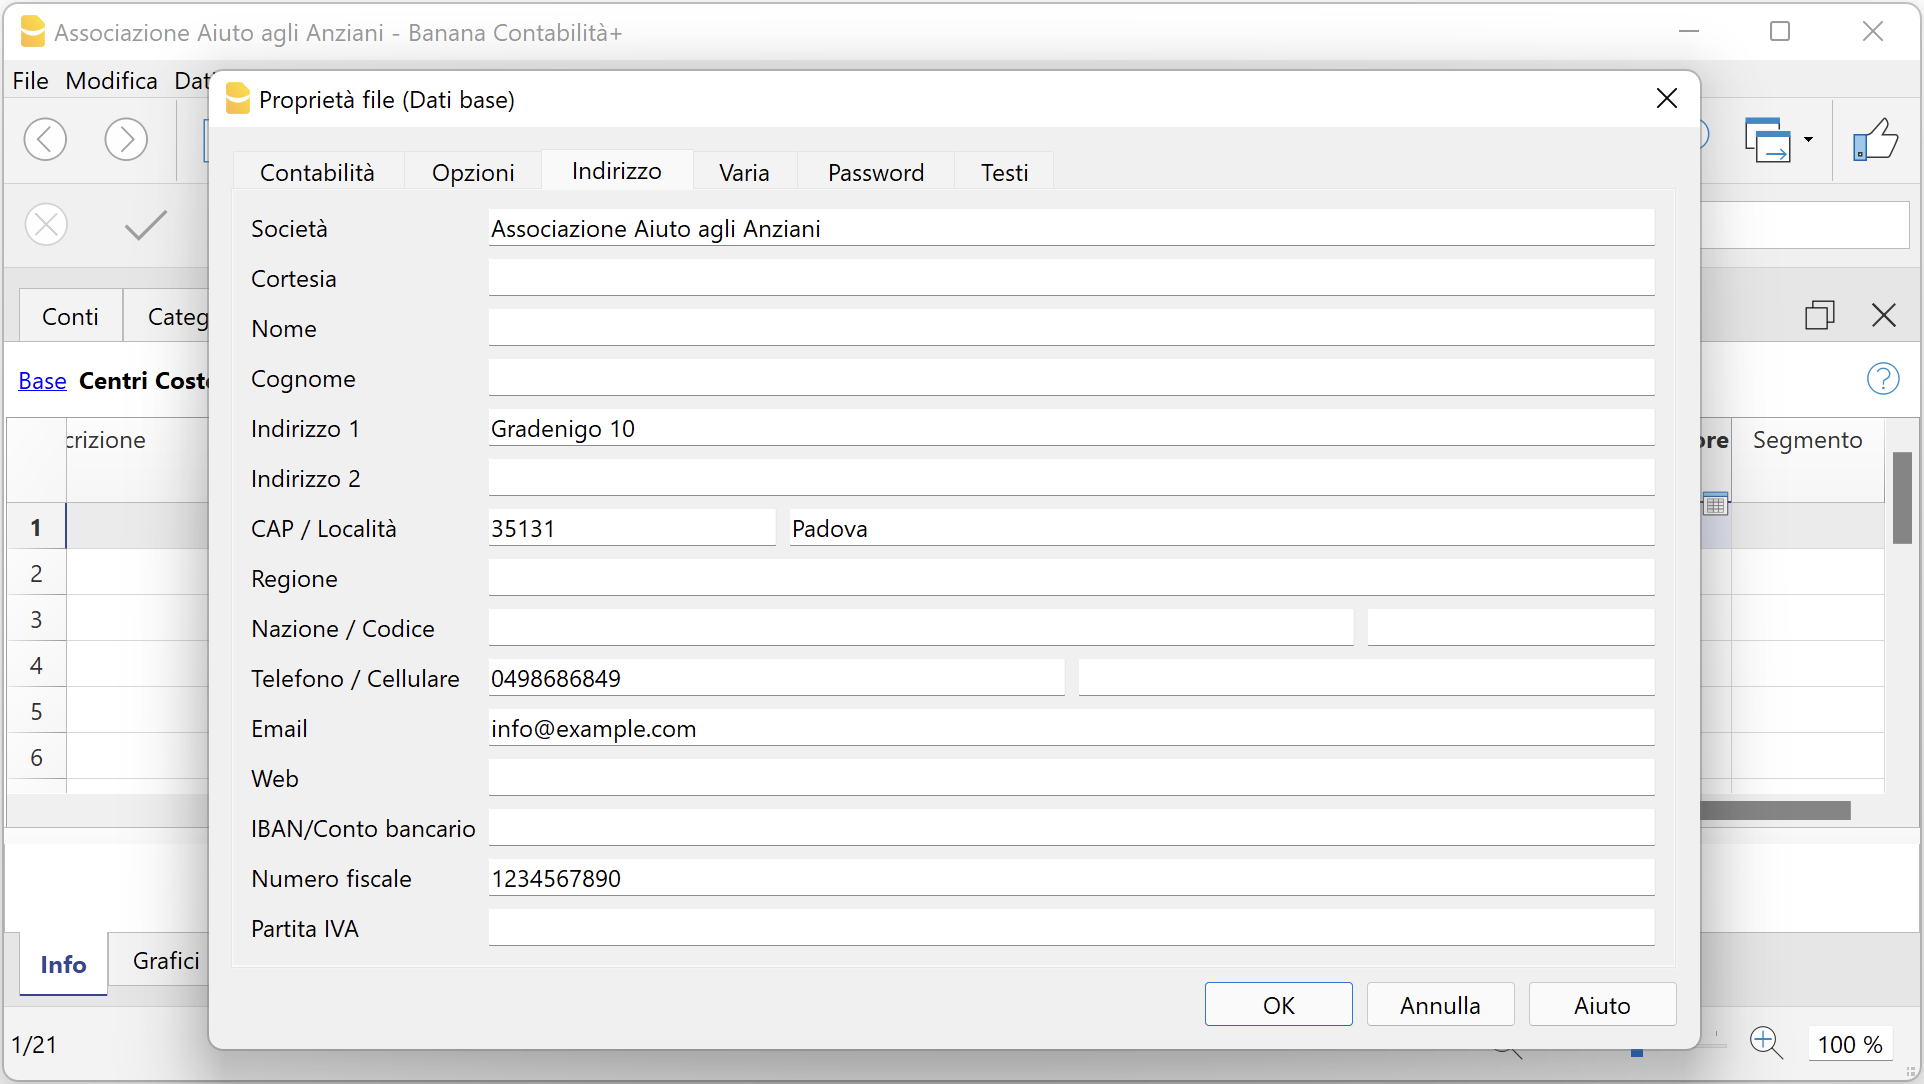 Associazione Aiuto agli Anziani - Banana Contabilità+
File Modifica Dat
Proprietà file (Dati base)
Contabilità Opzioni Indirizzo Varia Password Testi
Società Associazione Aiuto agli Anziani
Cortesia
Nome
Cognome
Indirizzo 1 Gradenigo 10
Indirizzo 2
CAP / Località 35131 Padova
Regione
Nazione / Codice
Telefono / Cellulare 0498686849
Email info@example.com
Web
IBAN/Conto bancario
Numero fiscale 1234567890
Partita IVA
OK Annulla Aiuto
Conti Categ
Base Centri Cost
crizione
ore Segmento
1
2
3
4
5
6
Info Grafici
1/21
100 %